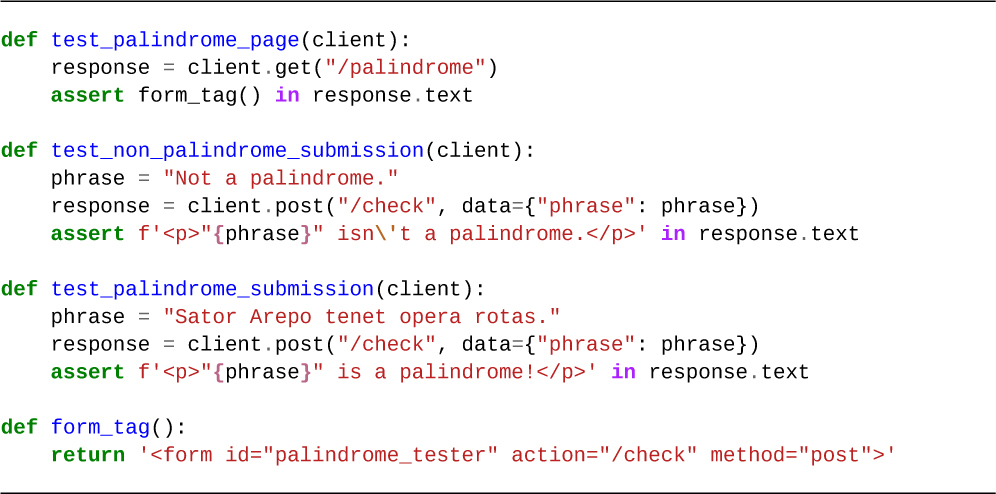 def test_palindrome_page(client):
    response = client.get("/palindrome")
    assert form_tag() in response.text

def test_non_palindrome_submission(client):
    phrase = "Not a palindrome."
    response = client.post("/check", data={"phrase": phrase})
    assert f'<p>"{phrase}" isn\'t a palindrome.</p>' in response.text

def test_palindrome_submission(client):
    phrase = "Sator Arepo tenet opera rotas."
    response = client.post("/check", data={"phrase": phrase})
    assert f'<p>"{phrase}" is a palindrome!</p>' in response.text

def form_tag():
    return '<form id="palindrome_tester" action="/check" method="post">'